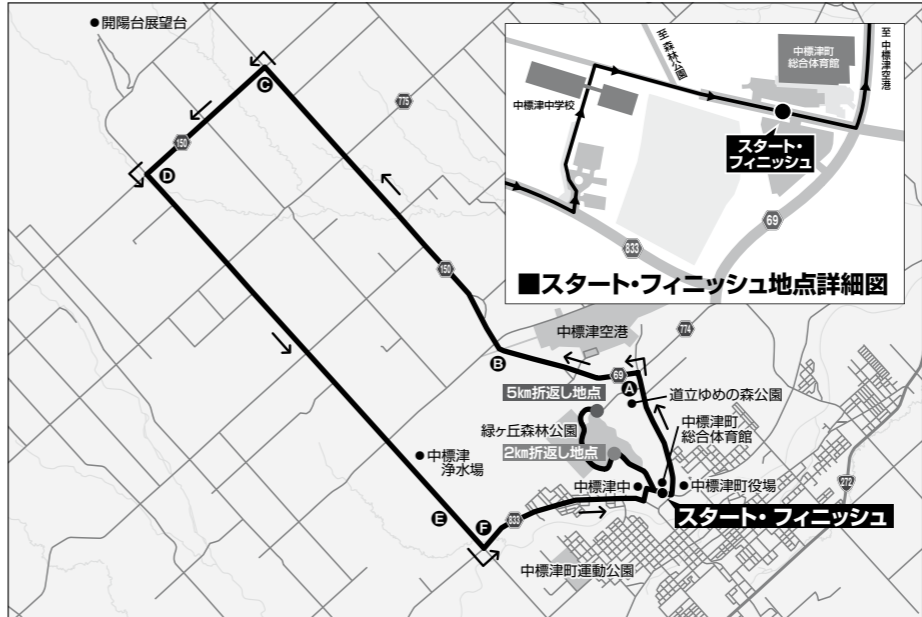 ●開陽台展望台
C
775
150
D
150
B
中標津空港
774
69
A
5km折返し地点
道立ゆめの森公園
緑ヶ丘森林公園
中標津町
総合体育館
2km折返し地点
中標津
浄水場
中標津中
中標津町役場
272
スタート・フィニッシュ
E
F
833
中標津町運動公園
至 森林公園
至 中標津空港
中標津町
総合体育館
中標津中学校
スタート・
フィニッシュ
69
833
■スタート・フィニッシュ地点詳細図